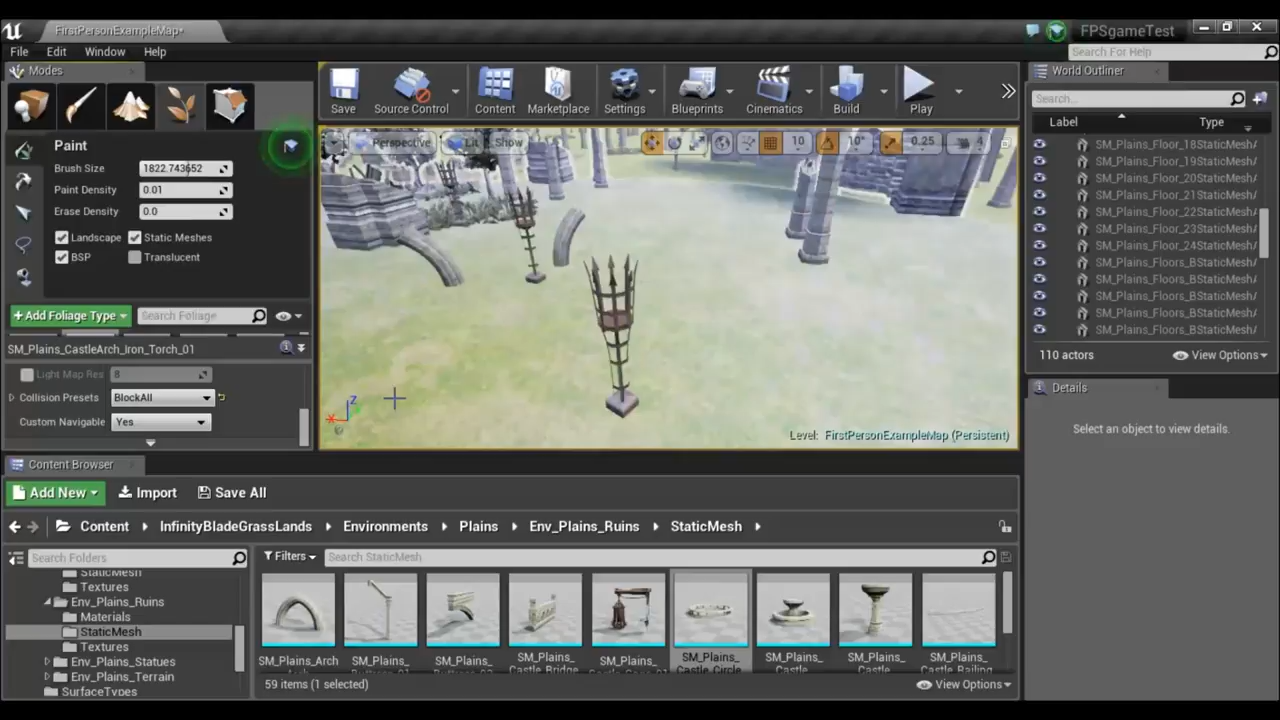 FirstPersonExampleMap*
FPSgameTest
File Edit Window Help
Search For Help
Modes
Save Source Control Content Marketplace Settings Blueprints Cinematics Build Play
World Outliner
Search...
Label Type
Paint
Brush Size 1822.743652
Paint Density 0.01
Erase Density 0.0
Landscape Static Meshes
BSP Translucent
Perspective Lit Show 10 10° 0.25 4
SM_Plains_Floor_18StaticMesh/
SM_Plains_Floor_19StaticMesh/
SM_Plains_Floor_20StaticMesh/
SM_Plains_Floor_21StaticMesh/
SM_Plains_Floor_22StaticMesh/
SM_Plains_Floor_23StaticMesh/
SM_Plains_Floor_24StaticMesh/
SM_Plains_Floors_BStaticMesh/
SM_Plains_Floors_BStaticMesh/
SM_Plains_Floors_BStaticMesh/
SM_Plains_Floors_BStaticMesh/
SM_Plains_Floors_BStaticMesh/
110 actors View Options
+Add Foliage Type Search Foliage
SM_Plains_CastleArch_Iron_Torch_01
Light Map Res 8
Collision Presets BlockAll
Custom Navigable Yes
Z
X
Level: FirstPersonExampleMap (Persistent)
Details
Select an object to view details.
Content Browser
Add New Import Save All
Content InfinityBladeGrassLands Environments Plains Env_Plains_Ruins StaticMesh
Search Folders
Filters Search StaticMesh
StaticMesh
Textures
Env_Plains_Ruins
Materials
StaticMesh
Textures
Env_Plains_Statues
Env_Plains_Terrain
SurfaceTypes
SM_Plains_Arch
SM_Plains_
SM_Plains_
SM_Plains_
Castle Bridge
SM_Plains_
SM_Plains_
Castle Circle
SM_Plains_
Castle
SM_Plains_
Castle
SM_Plains_
Castle Railing
59 items (1 selected) View Options